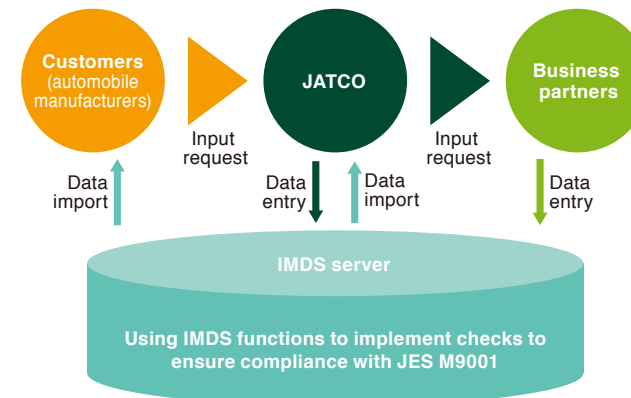 Customers
(automobile
manufacturers)
JATCO
Business
partners
Input
request
Input
request
Data
import
Data
entry
Data
import
Data
entry
IMDS server
Using IMDS functions to implement checks to
ensure compliance with JES M9001